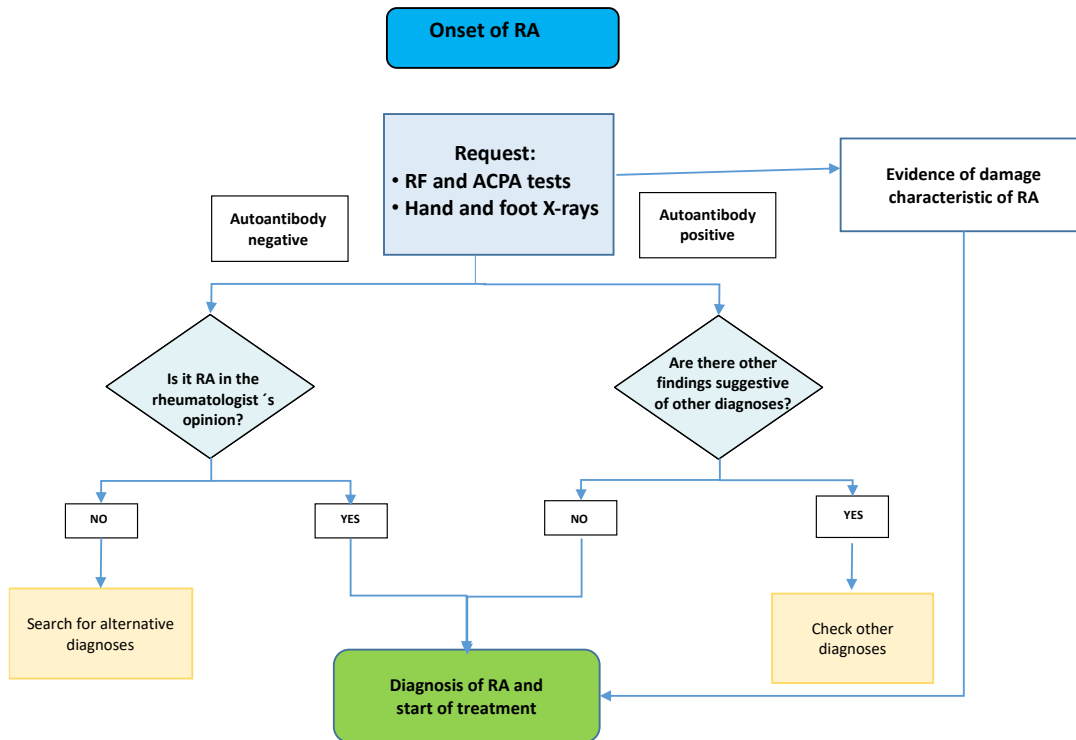 Onset of RA
Request:
• RF and ACPA tests
• Hand and foot X-rays
Evidence of damage
characteristic of RA
Autoantibody
negative
Autoantibody
positive
Is it RA in the
rheumatologist ´s
opinion?
Are there other
findings suggestive
of other diagnoses?
NO
YES
NO
YES
Search for alternative
diagnoses
Check other
diagnoses
Diagnosis of RA and
start of treatment